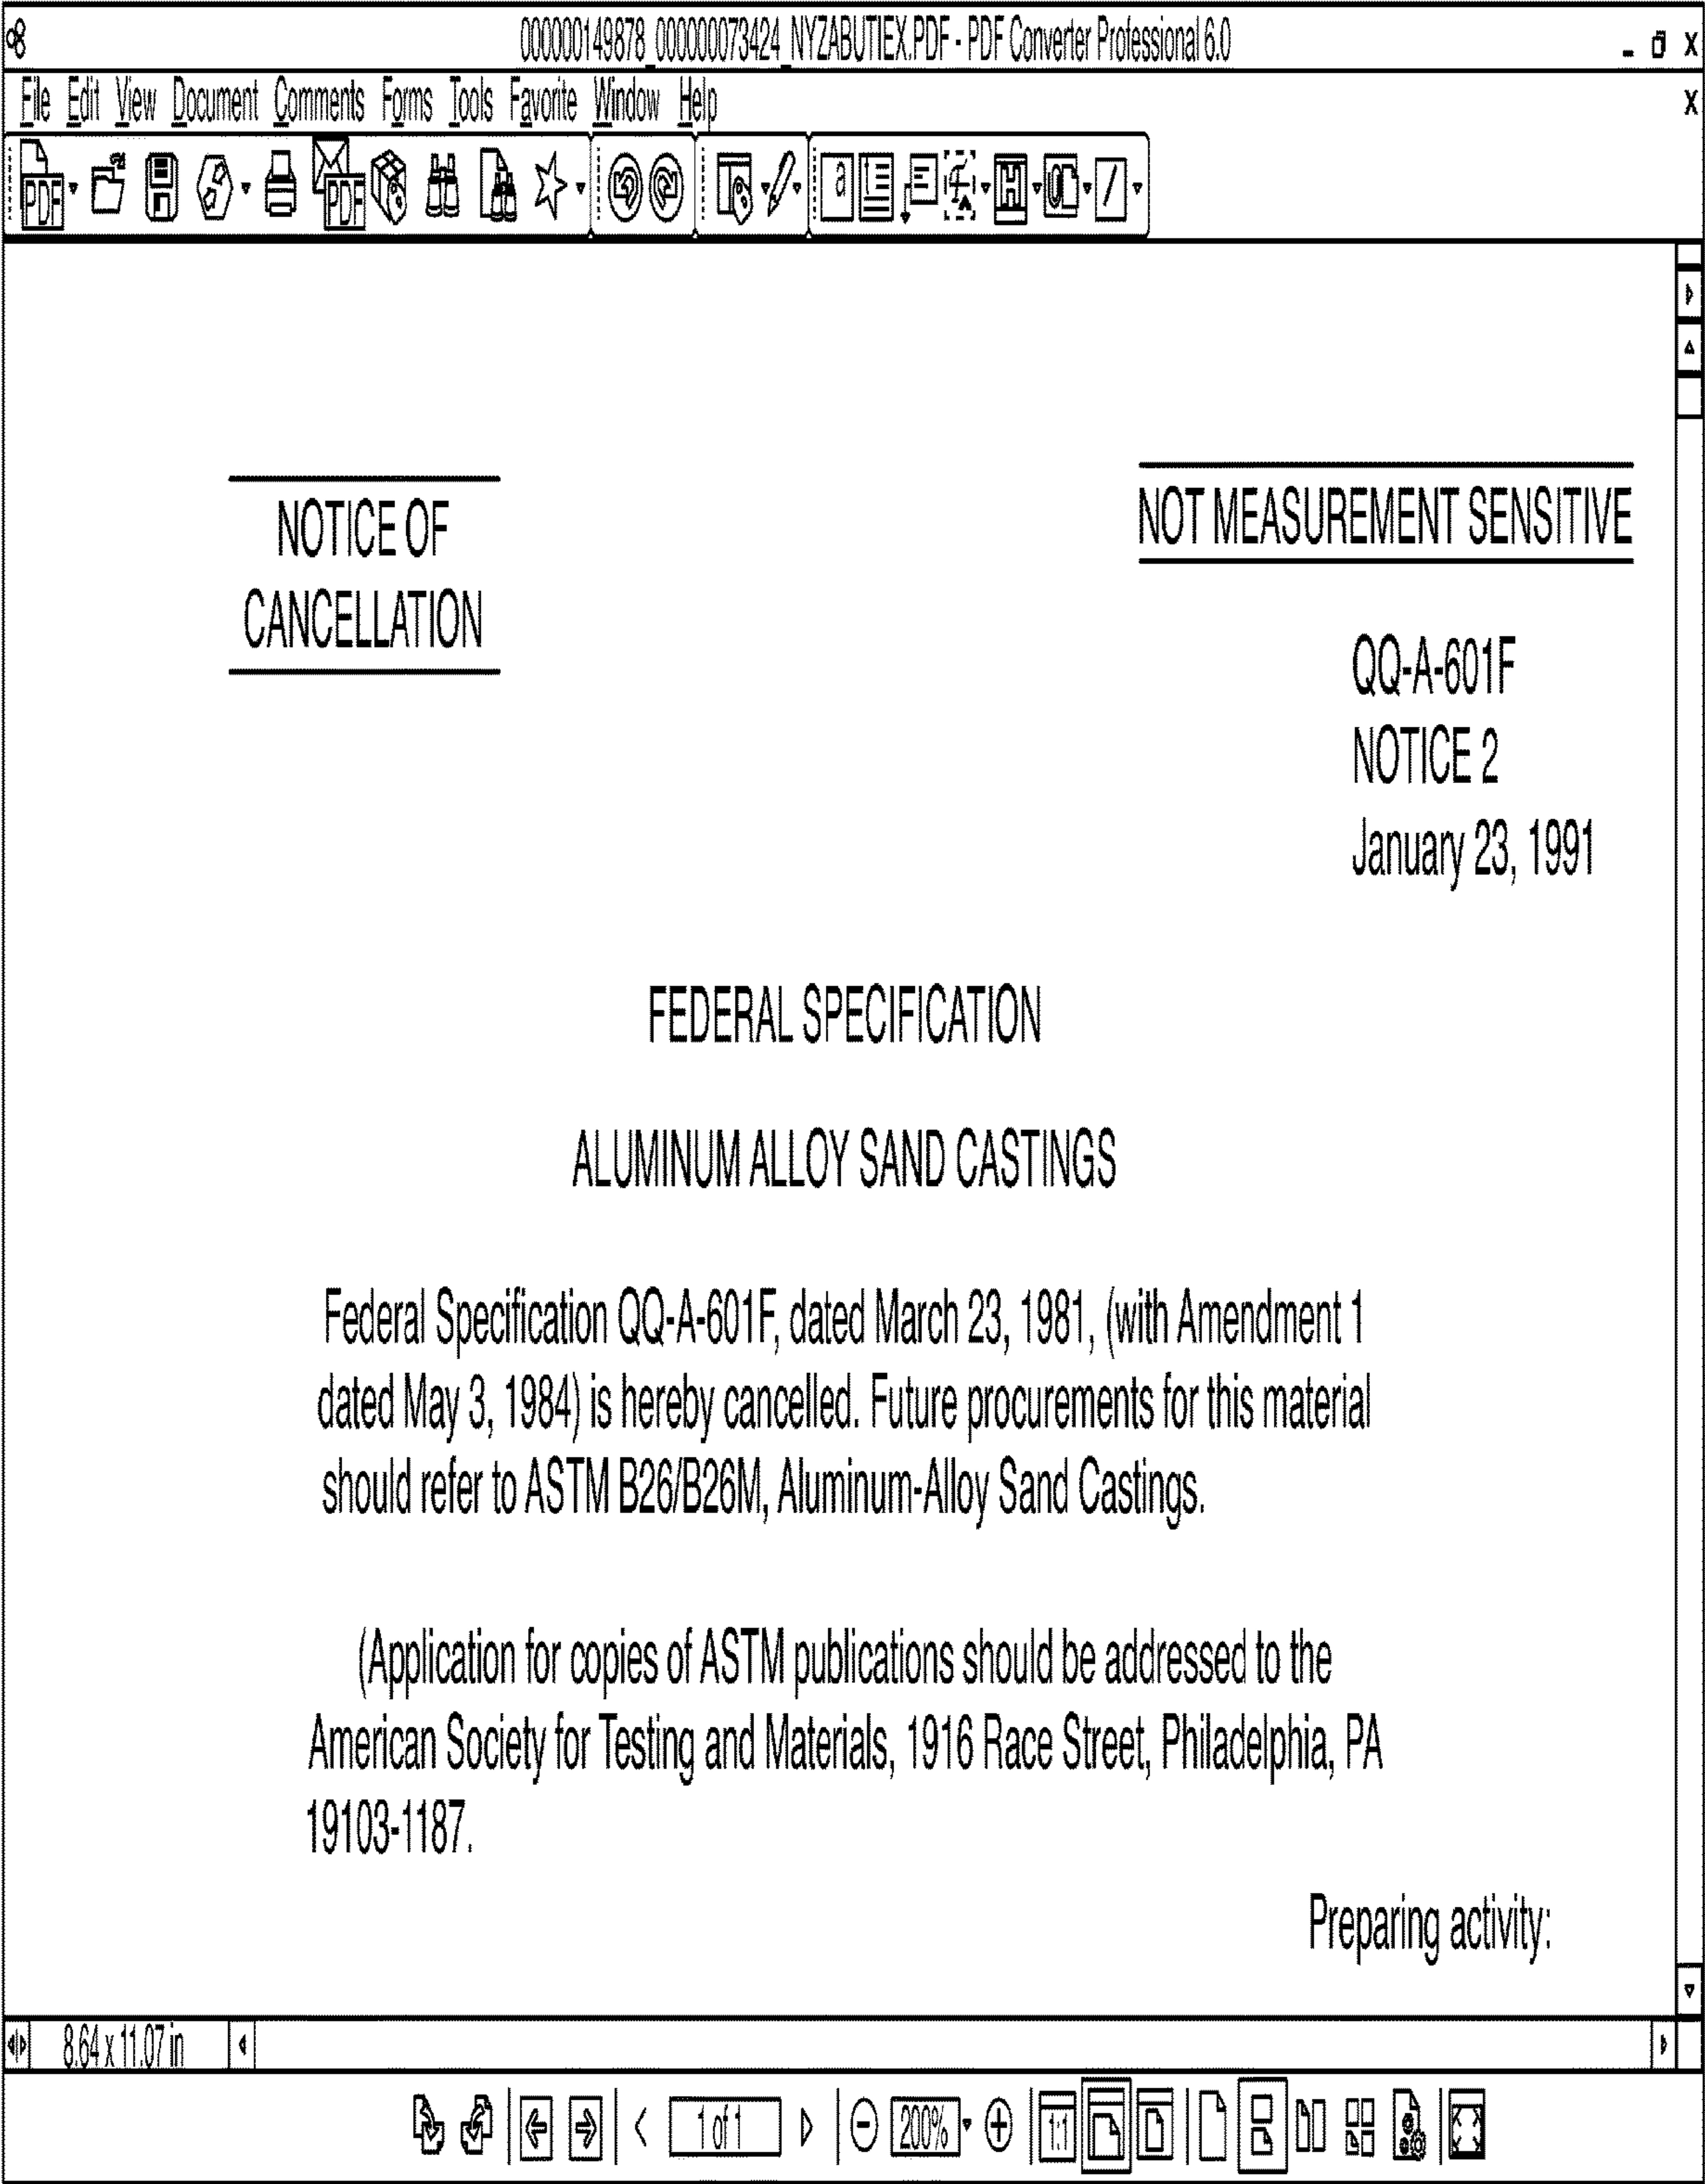 000000149878_000000073424_NYZABUTIEX.PDF - PDF Converter Professional 6.0
File Edit View Document Comments Forms Tools Favorite Window Help
PDF PDF a H
NOTICE OF
CANCELLATION
NOT MEASUREMENT SENSITIVE
QQ-A-601F
NOTICE 2
January 23, 1991
FEDERAL SPECIFICATION
ALUMINUM ALLOY SAND CASTINGS
Federal Specification QQ-A-601F, dated March 23, 1981, (with Amendment 1
dated May 3, 1984) is hereby cancelled. Future procurements for this material
should refer to ASTM B26/B26M, Aluminum-Alloy Sand Castings.
(Application for copies of ASTM publications should be addressed to the
American Society for Testing and Materials, 1916 Race Street, Philadelphia, PA
19103-1187.
Preparing activity:
8.64 x 11.07 in
1 of 1 200% 1:1